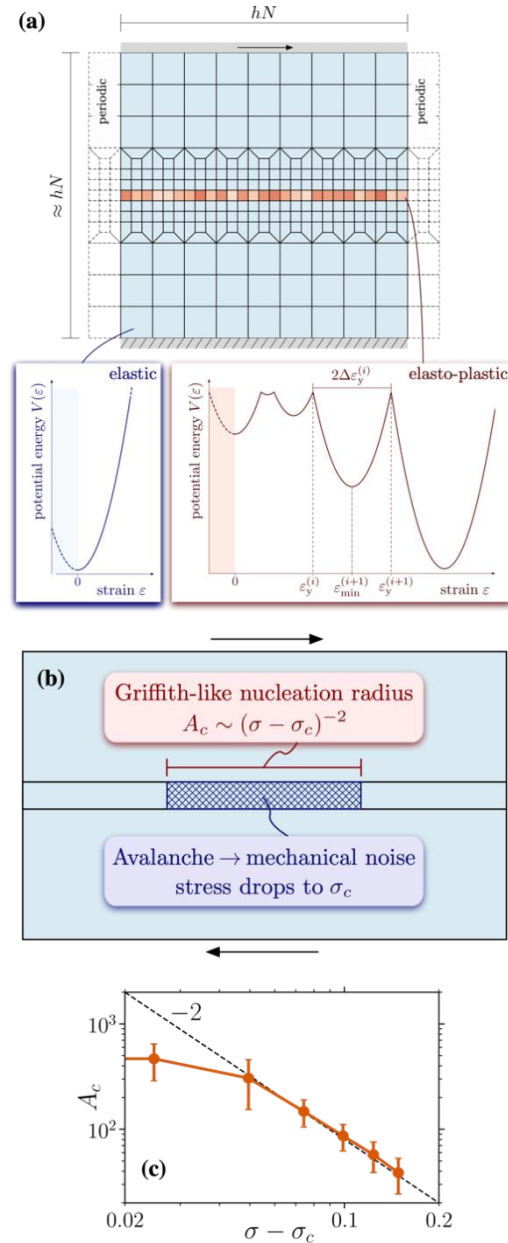 (a)
hN
periodic
periodic
≈ hN
elastic
potential energy V(ε)
0
strain ε
elasto-plastic
potential energy V(ε)
2Δε_y^(i)
0
ε_y^(i)
ε_min^(i+1)
ε_y^(i+1)
strain ε
(b)
Griffith-like nucleation radius
A_c ∼ (σ − σ_c)^−2
Avalanche → mechanical noise
stress drops to σ_c
−2
10^3
A_c
10^2
(c)
0.02
0.1
0.2
σ − σ_c